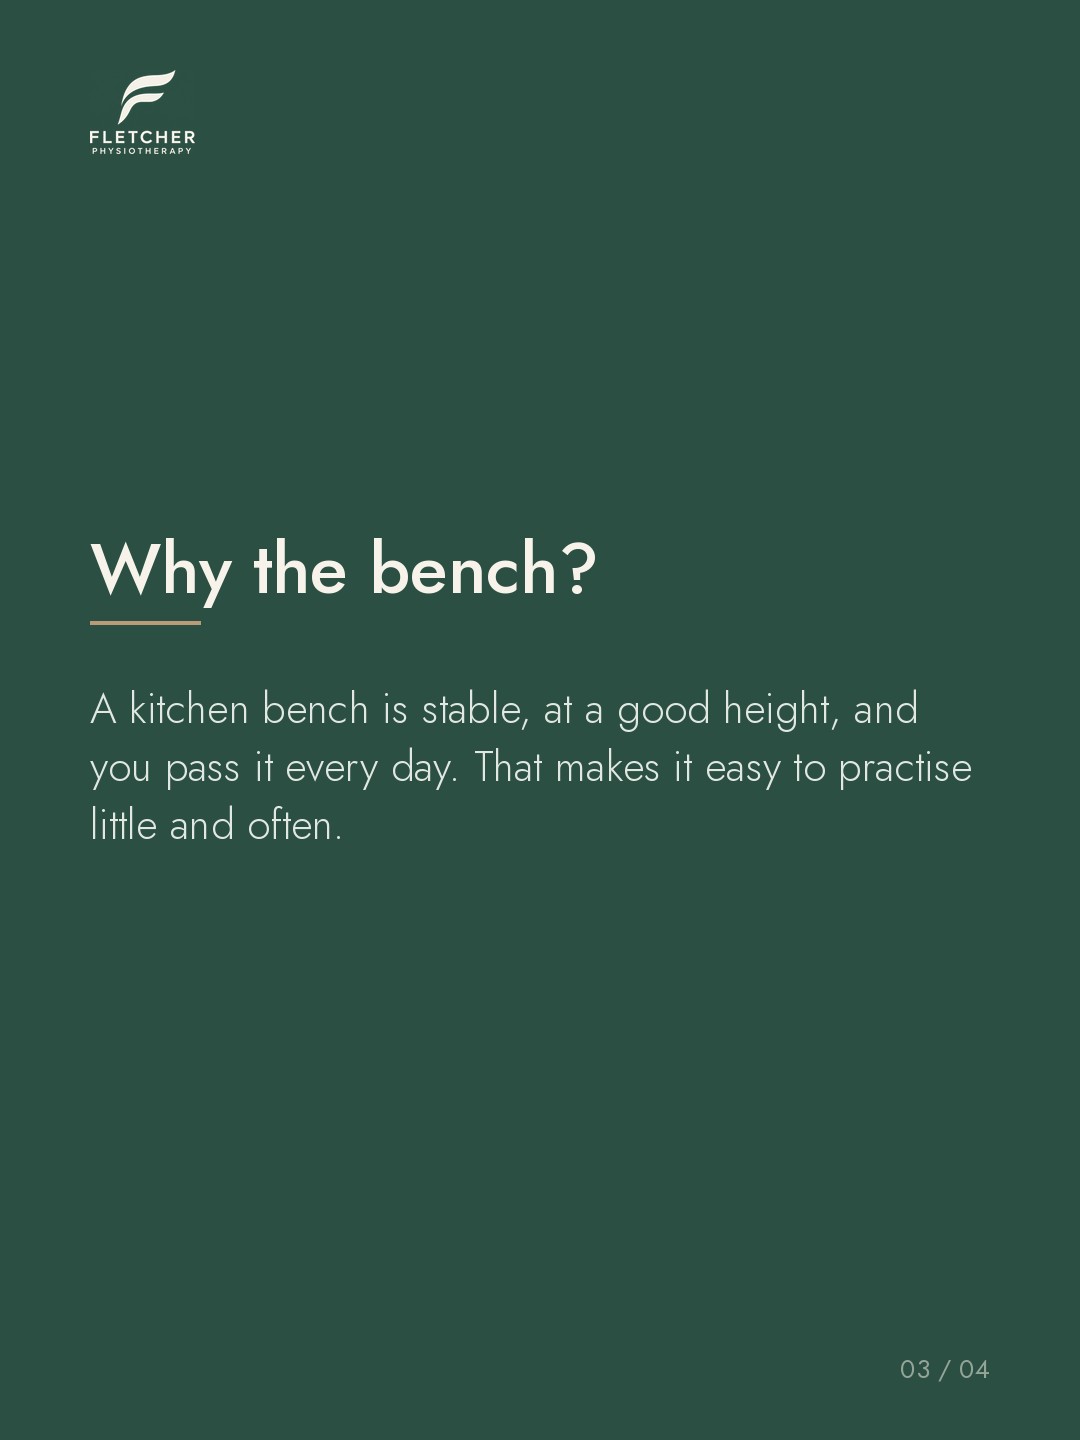 FLETCHER
PHYSIOTHERAPY
Why the bench?
A kitchen bench is stable, at a good height, and
you pass it every day. That makes it easy to practise
little and often.
03 / 04